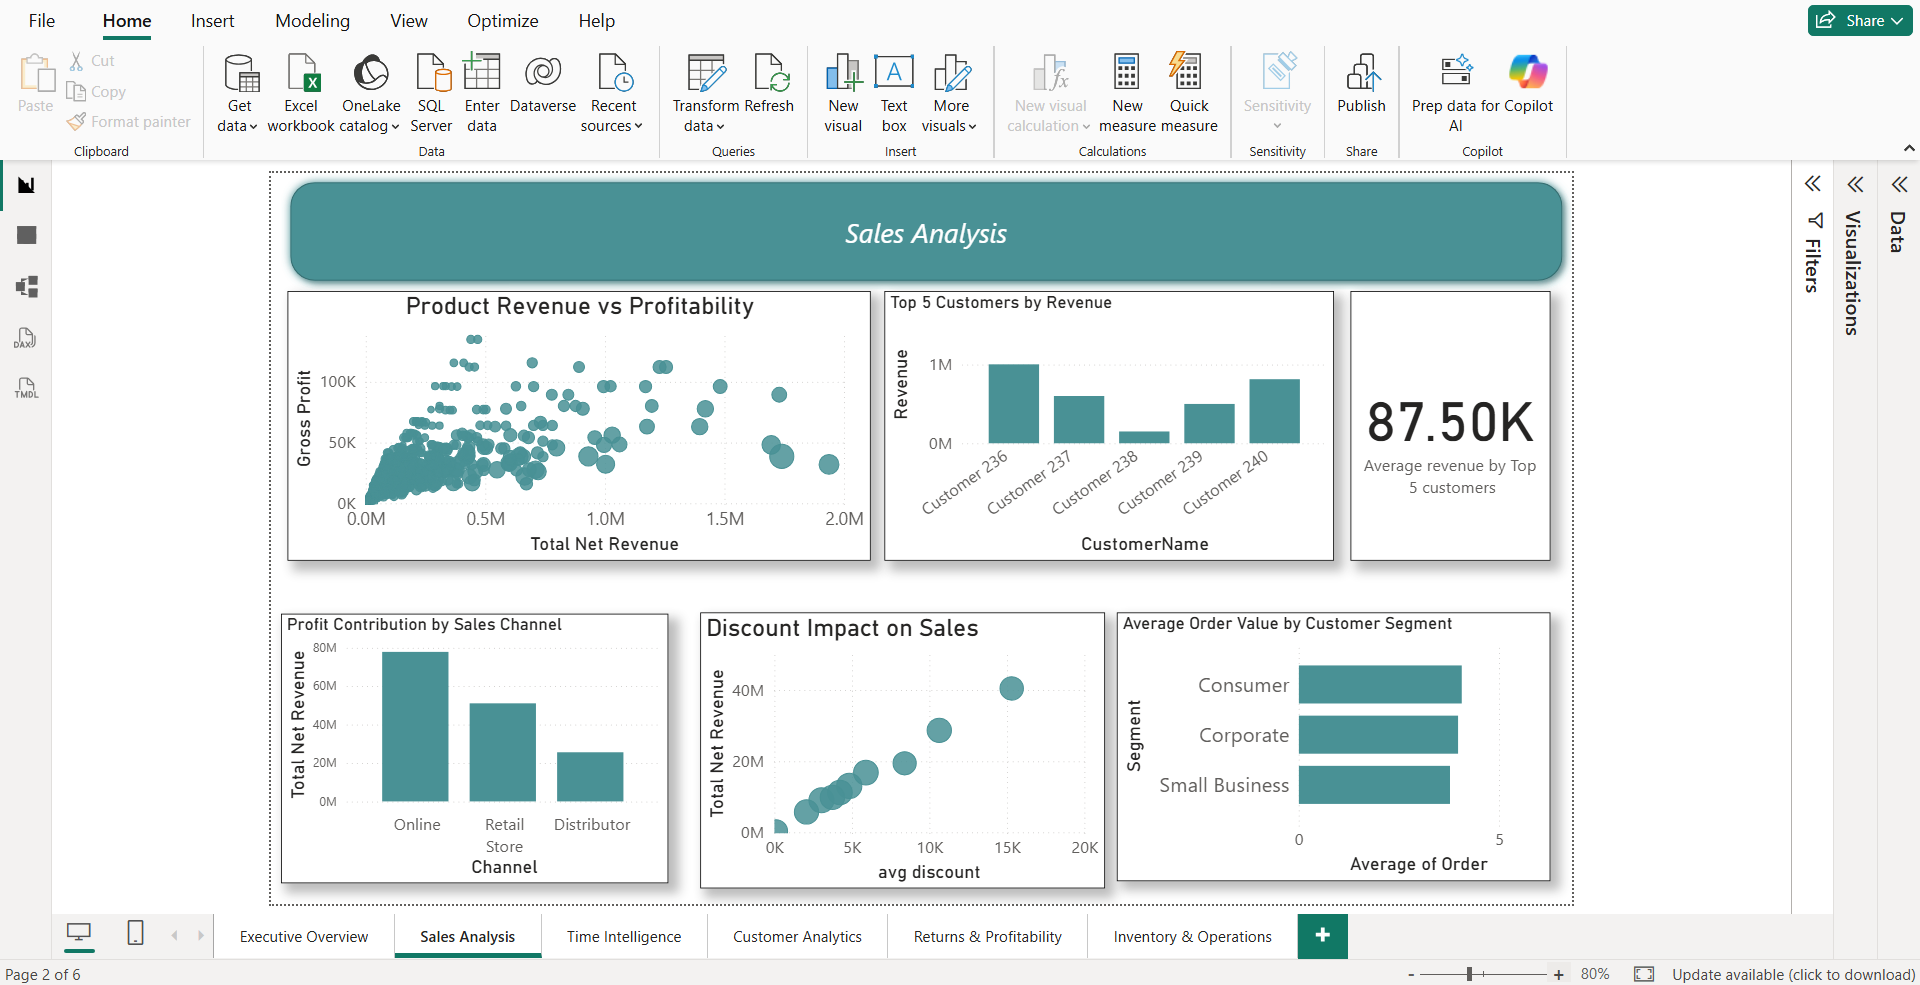 File Home Insert Modeling View Optimize Help Share
Paste
Cut
Copy
Format painter
Clipboard
Get data
Excel workbook
OneLake catalog
SQL Server
Enter data
Dataverse
Recent sources
Data
Transform data
Refresh
Queries
New visual
Text box
More visuals
Insert
New visual calculation
New measure
Quick measure
Calculations
Sensitivity
Sensitivity
Publish
Share
Prep data for AI
Copilot
Copilot
DAX
TMDL
Sales Analysis
Filters
Visualizations
Data
Product Revenue vs Profitability
Gross Profit
100K
50K
0K
0.0M 0.5M 1.0M 1.5M 2.0M
Total Net Revenue
Top 5 Customers by Revenue
Revenue
1M
0M
Customer 236 Customer 237 Customer 238 Customer 239 Customer 240
CustomerName
87.50K
Average revenue by Top
5 customers
Profit Contribution by Sales Channel
Total Net Revenue
80M
60M
40M
20M
0M
Online Retail Store Distributor
Channel
Discount Impact on Sales
Total Net Revenue
40M
20M
0M
0K 5K 10K 15K 20K
avg discount
Average Order Value by Customer Segment
Segment
Consumer
Corporate
Small Business
0 5
Average of Order
Executive Overview Sales Analysis Time Intelligence Customer Analytics Returns & Profitability Inventory & Operations +
Page 2 of 6 - + 80% Update available (click to download)